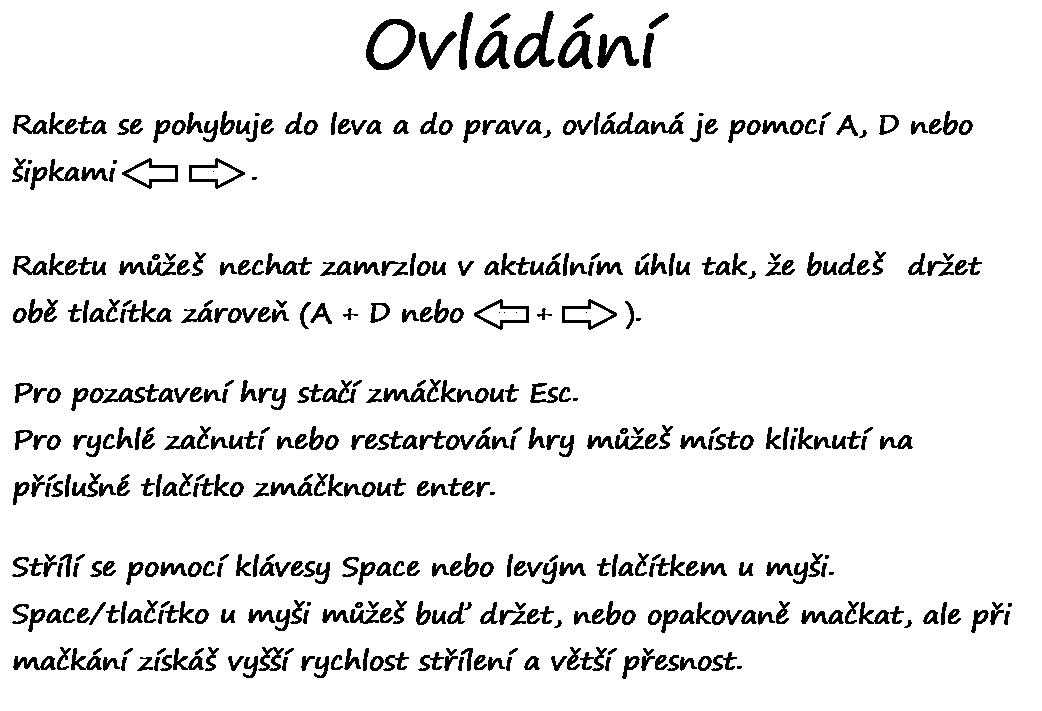 Ovládání
Raketa se pohybuje do leva a do prava, ovládaná je pomocí A, D nebo
šipkami .
Raketu můžeš nechat zamrzlou v aktuálním úhlu tak, že budeš držet
obě tlačítka zároveň (A + D nebo + ).
Pro pozastavení hry stačí zmáčknout Esc.
Pro rychlé začnutí nebo restartování hry můžeš místo kliknutí na
příslušné tlačítko zmáčknout enter.
Střílí se pomocí klávesy Space nebo levým tlačítkem u myši.
Space/tlačítko u myši můžeš buď držet, nebo opakovaně mačkat, ale při
mačkání získáš vyšší rychlost střílení a větší přesnost.